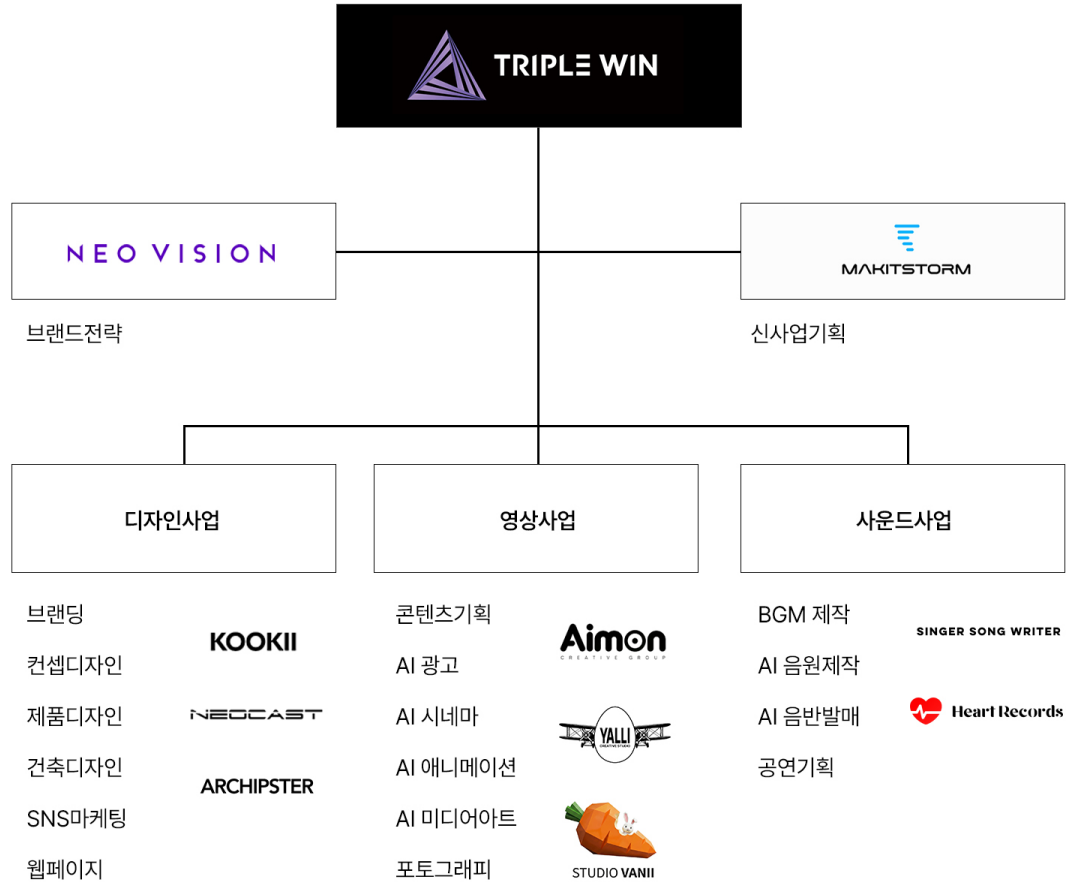 TRIPLE WIN
NEO VISION
MAKITSTORM
브랜드전략
신사업기획
디자인사업
영상사업
사운드사업
브랜딩
컨셉디자인
제품디자인
건축디자인
SNS마케팅
웹페이지
KOOKII
NEOCAST
ARCHIPSTER
콘텐츠기획
AI 광고
AI 시네마
AI 애니메이션
AI 미디어아트
포토그래피
Aimon
CREATIVE GROUP
YALLI
CREATIVE STUDIO
STUDIO VANII
BGM 제작
AI 음원제작
AI 음반발매
공연기획
SINGER SONG WRITER
Heart Records